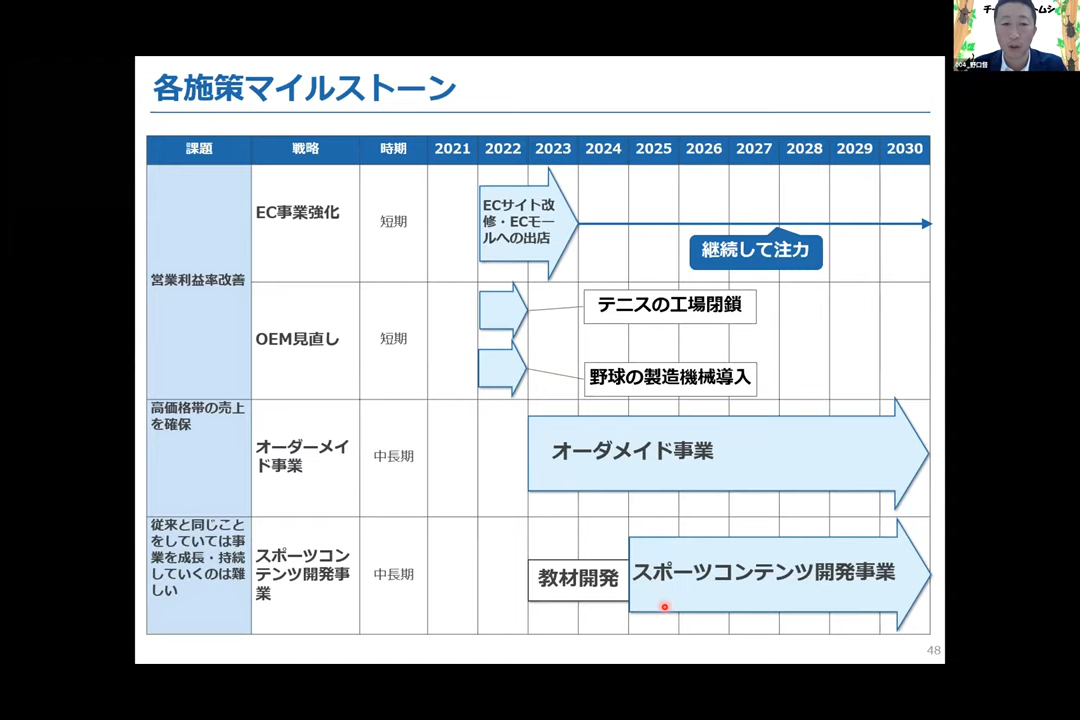 各施策マイルストーン
課題 戦略 時期 2021 2022 2023 2024 2025 2026 2027 2028 2029 2030
営業利益率改善
EC事業強化
短期
ECサイト改
修・ECモー
ルへの出店
継続して注力
OEM見直し
短期
テニスの工場閉鎖
野球の製造機械導入
高価格帯の売上
を確保
オーダーメイ
ド事業
中長期
オーダメイド事業
従来と同じこと
をしていては事
業を成長・持続
していくのは難
しい
スポーツコン
テンツ開発事
業
中長期
教材開発
スポーツコンテンツ開発事業
48